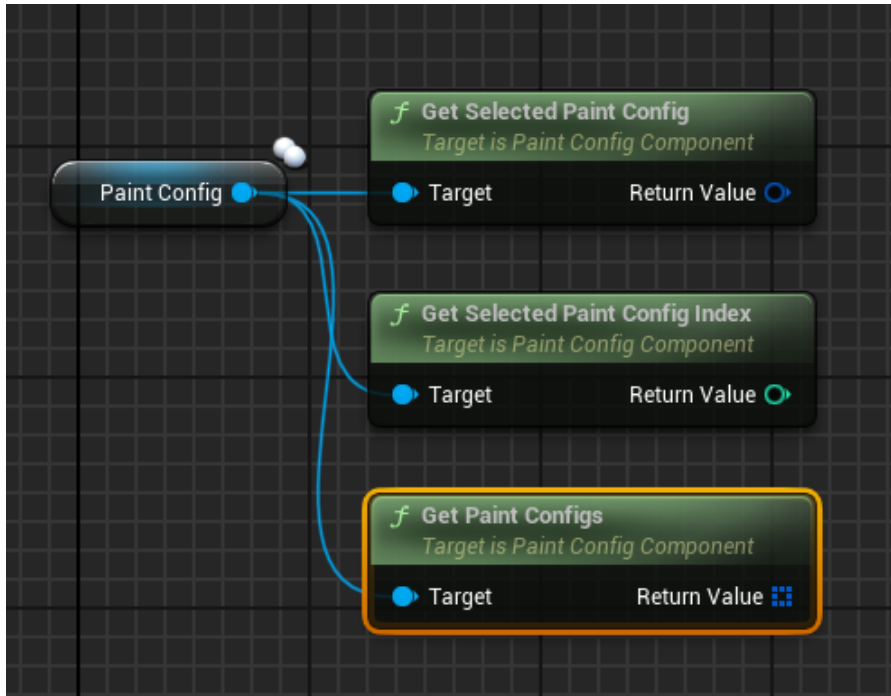 Paint Config
Get Selected Paint Config
Target is Paint Config Component
Target
Return Value
Get Selected Paint Config Index
Target is Paint Config Component
Target
Return Value
Get Paint Configs
Target is Paint Config Component
Target
Return Value